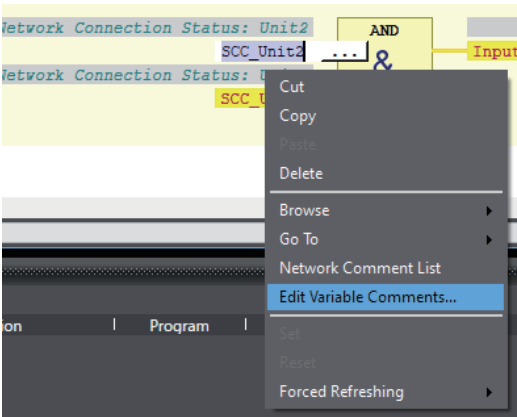 Network Connection Status: Unit2
AND
SCC_Unit2
...
&
Input
Network Connection Status:
SCC_U
Cut
Copy
Paste
Delete
Browse
Go To
Network Comment List
Edit Variable Comments...
Set
Reset
Forced Refreshing
ion
Program